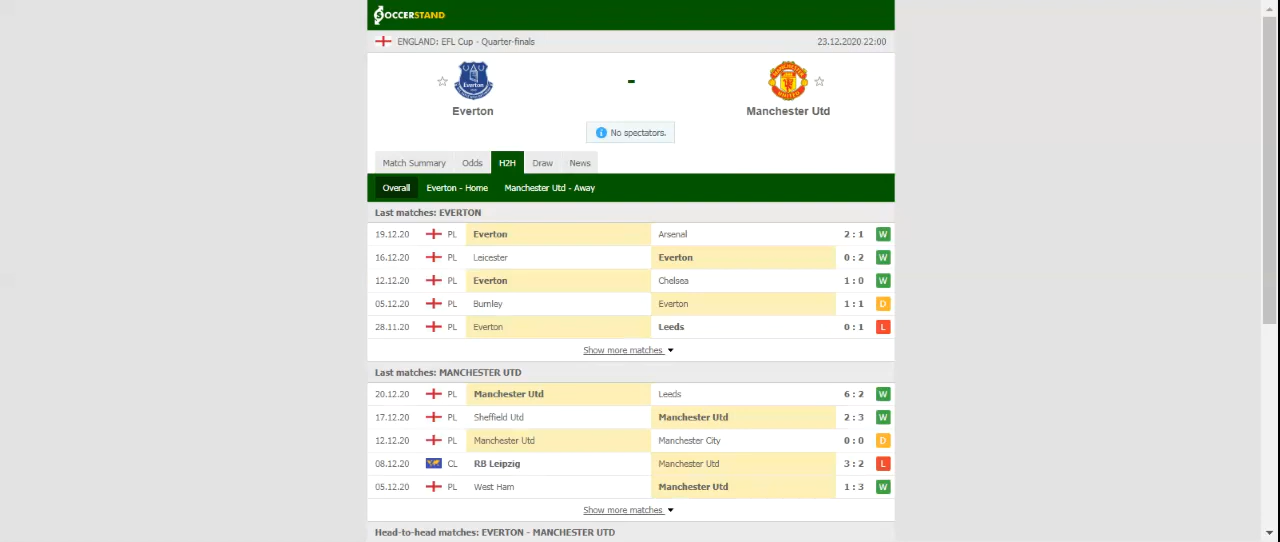 SOCCERSTAND
ENGLAND: EFL Cup - Quarter-finals 23.12.2020 22:00
Everton - Manchester Utd
No spectators.
Match Summary Odds H2H Draw News
Overall Everton - Home Manchester Utd - Away
Last matches: EVERTON
19.12.20 PL Everton Arsenal 2 : 1 W
16.12.20 PL Leicester Everton 0 : 2 W
12.12.20 PL Everton Chelsea 1 : 0 W
05.12.20 PL Burnley Everton 1 : 1 D
28.11.20 PL Everton Leeds 0 : 1 L
Show more matches
Last matches: MANCHESTER UTD
20.12.20 PL Manchester Utd Leeds 6 : 2 W
17.12.20 PL Sheffield Utd Manchester Utd 2 : 3 W
12.12.20 PL Manchester Utd Manchester City 0 : 0 D
08.12.20 CL RB Leipzig Manchester Utd 3 : 2 L
05.12.20 PL West Ham Manchester Utd 1 : 3 W
Show more matches
Head-to-head matches: EVERTON - MANCHESTER UTD